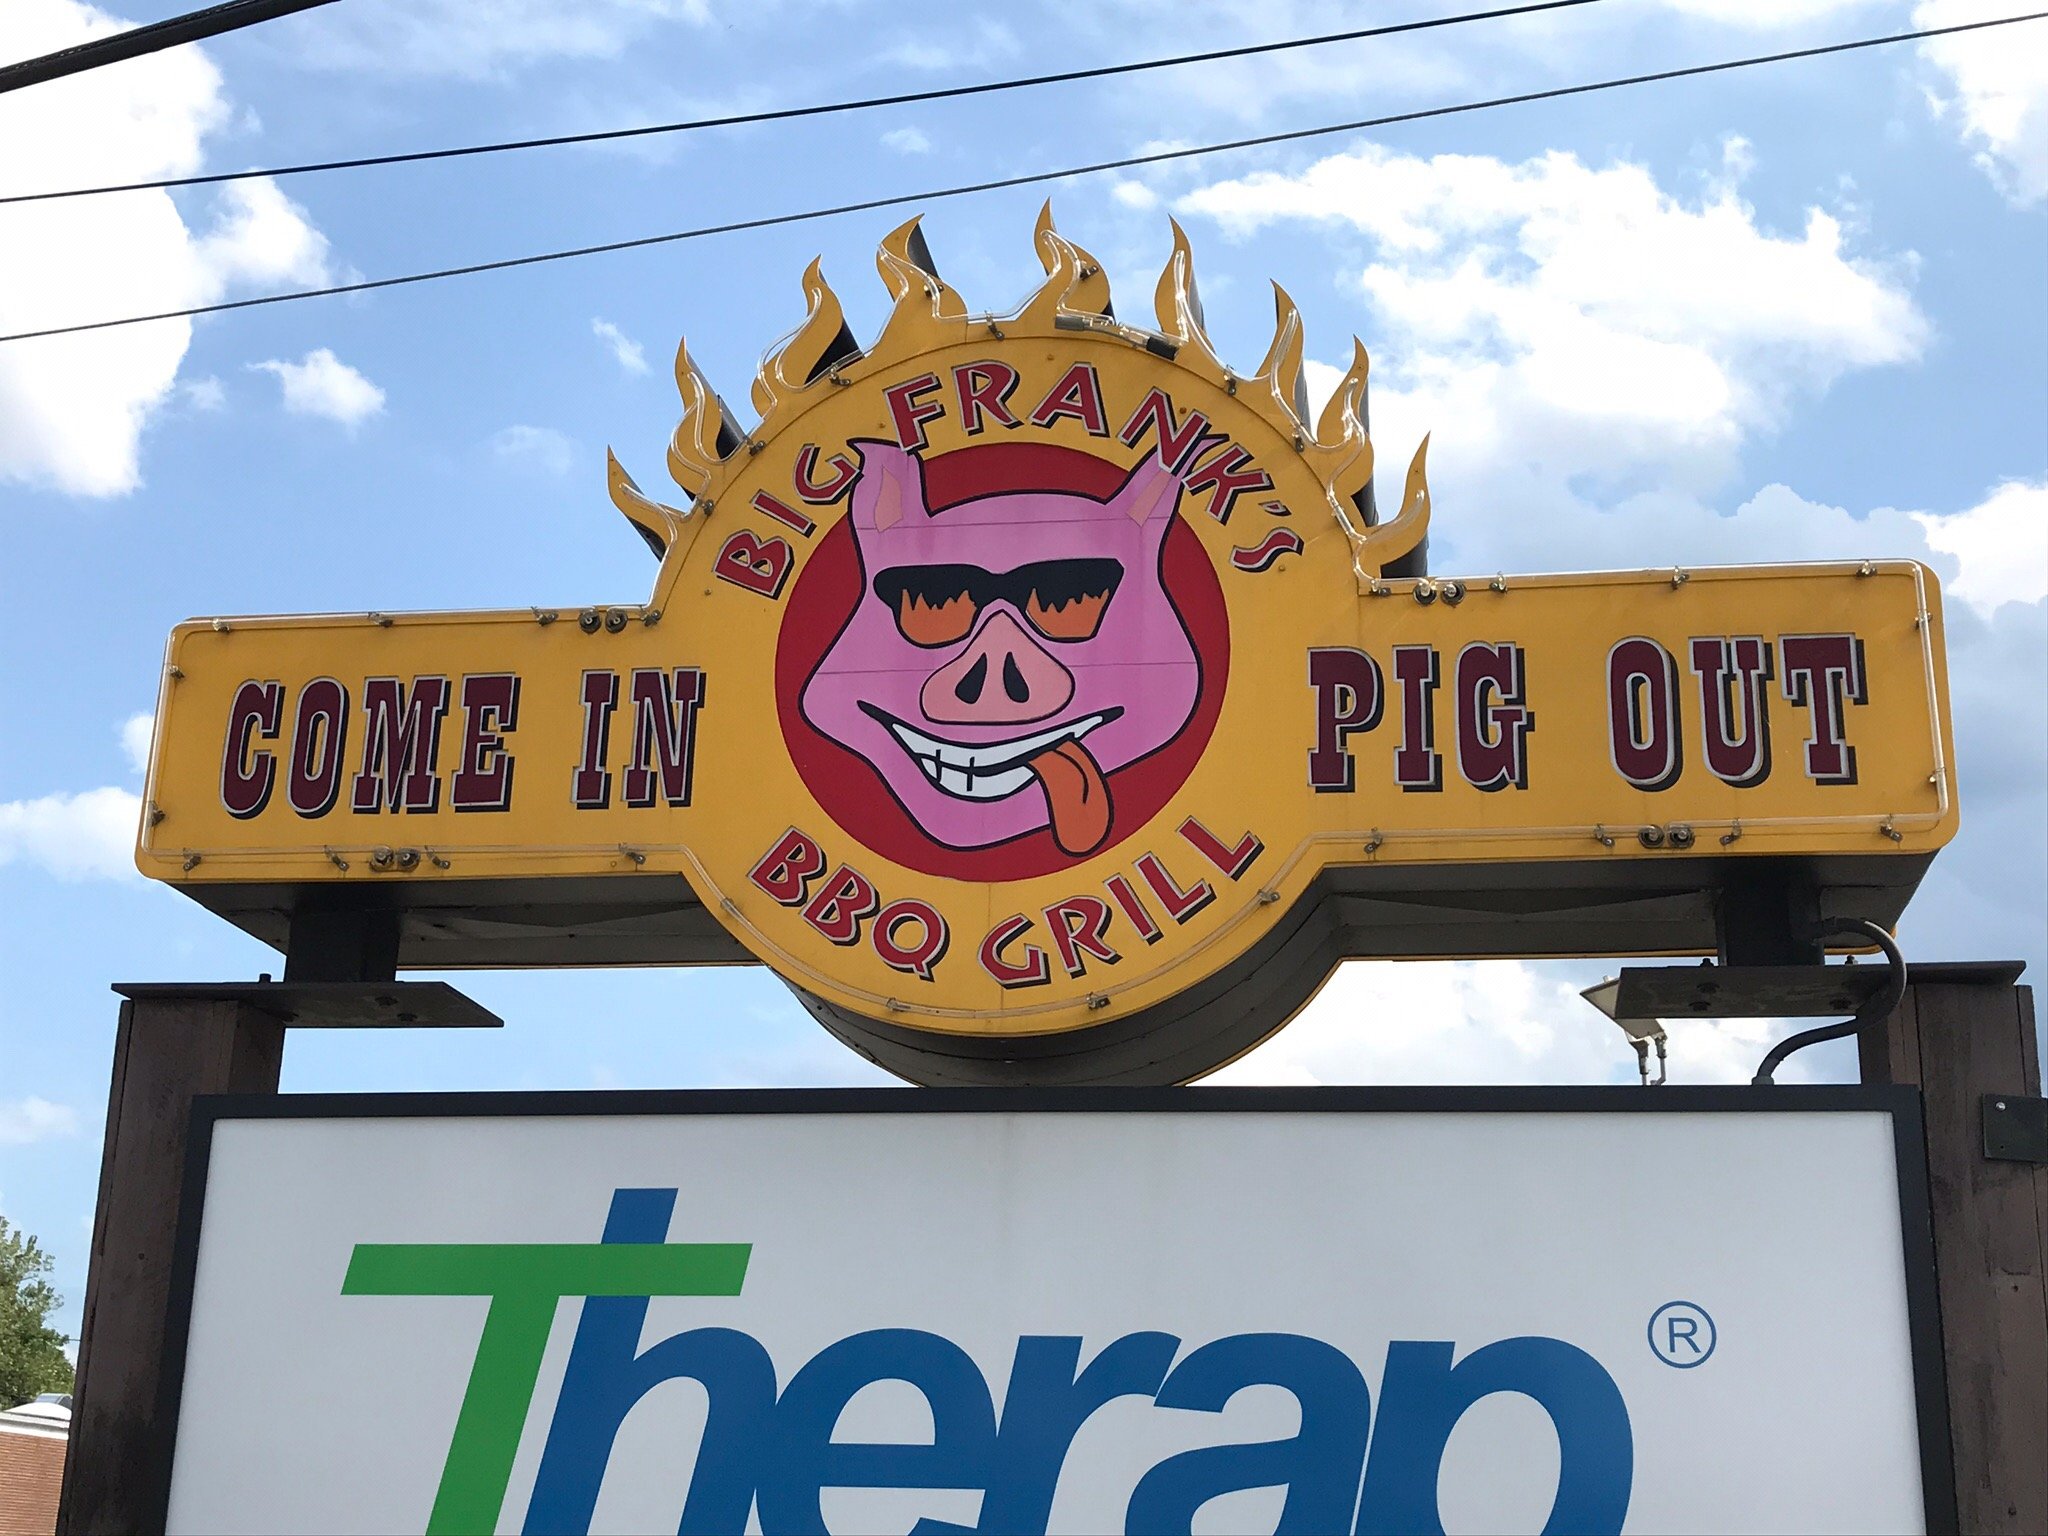 BIG FRANK'S
COME IN PIG OUT
BBQ GRILL
Therap®